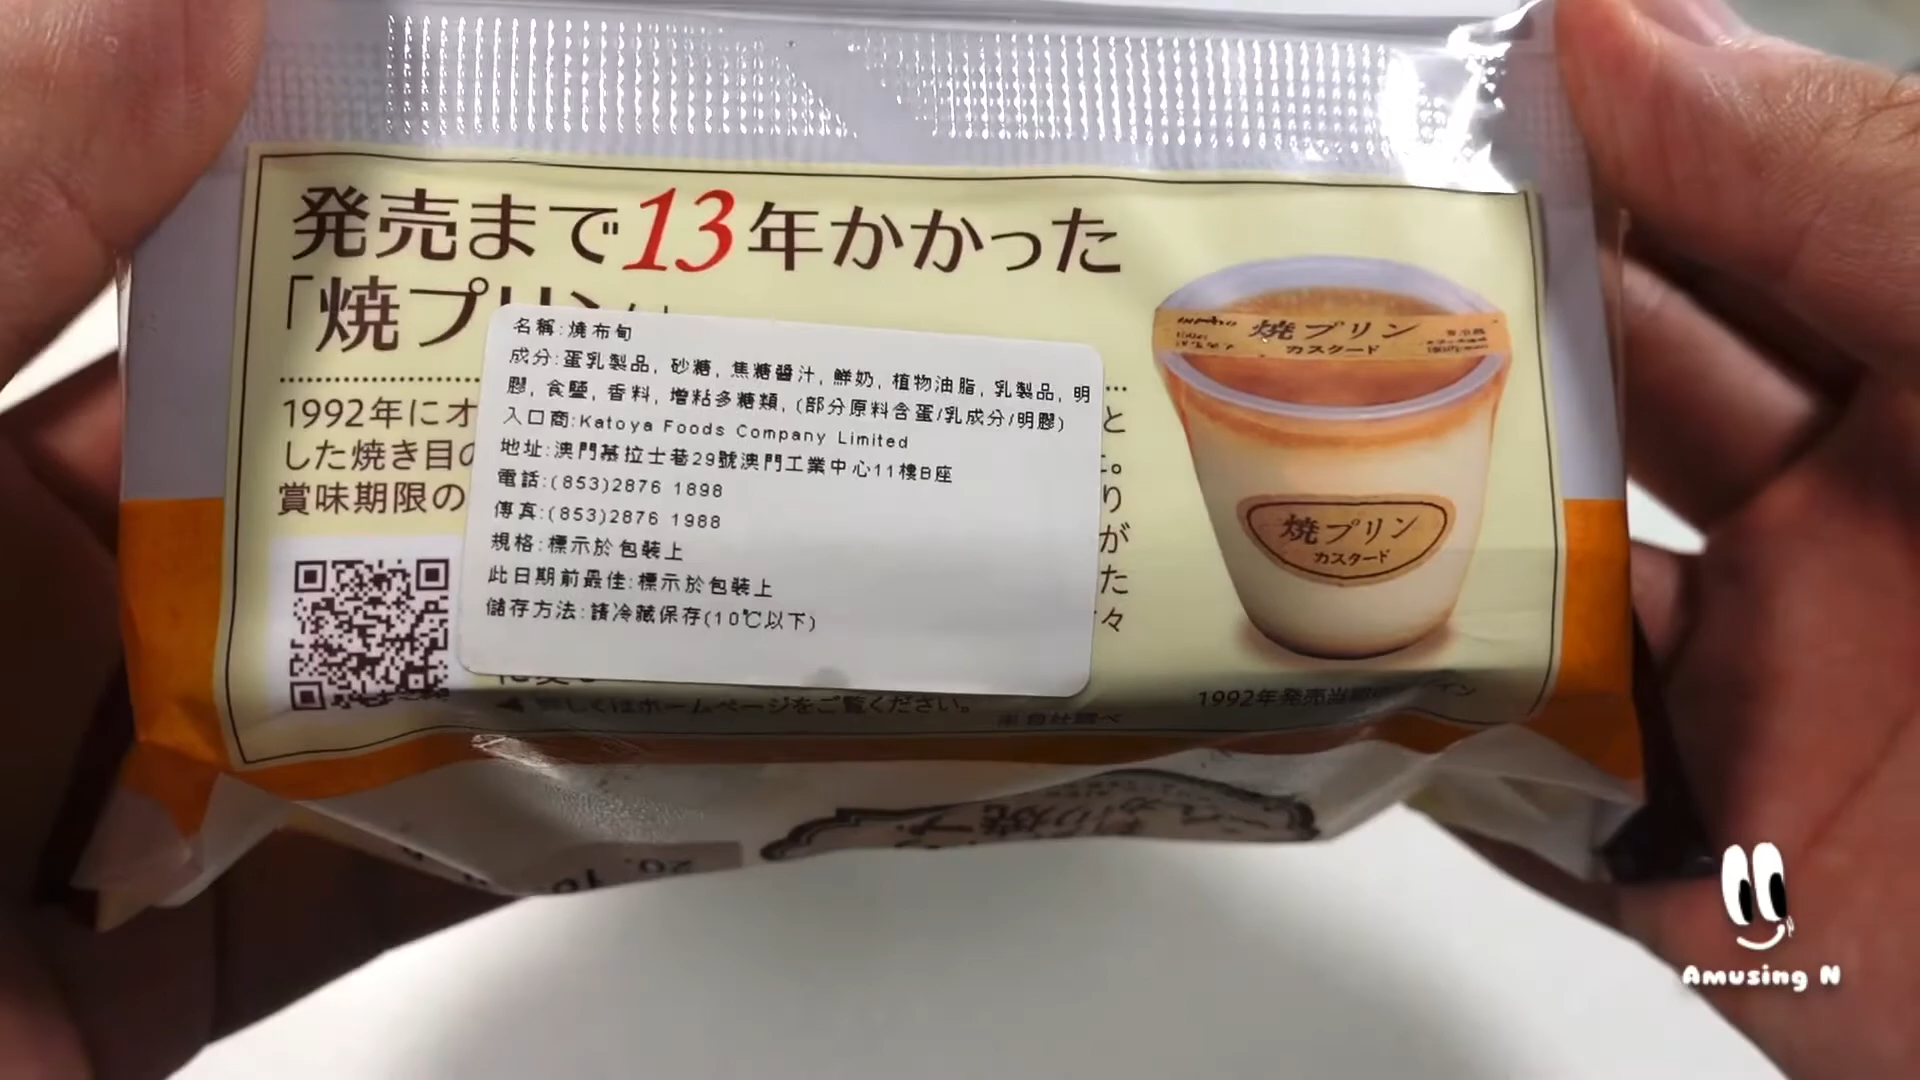 発売まで13年かかった
「焼プリン」
1992年にオ
した焼き目の
賞味期限の
と
。
り
が
た
々
名稱:燒布甸
成分:蛋乳製品, 砂糖, 焦糖醬汁, 鮮奶, 植物油脂, 乳製品, 明
膠, 食鹽, 香料, 增粘多糖類, (部分原料含蛋/乳成分/明膠)
入口商:Katoya Foods Company Limited
地址:澳門慕拉士巷29號澳門工業中心11樓B座
電話:(853)2876 1898
傳真:(853)2876 1988
規格:標示於包裝上
此日期前最佳:標示於包裝上
儲存方法:請冷藏保存(10℃以下)
しくはホームページをご覧ください。
※自社調べ
焼プリン
カスタード
焼プリン
カスタード
1992年発売当
Amusing N